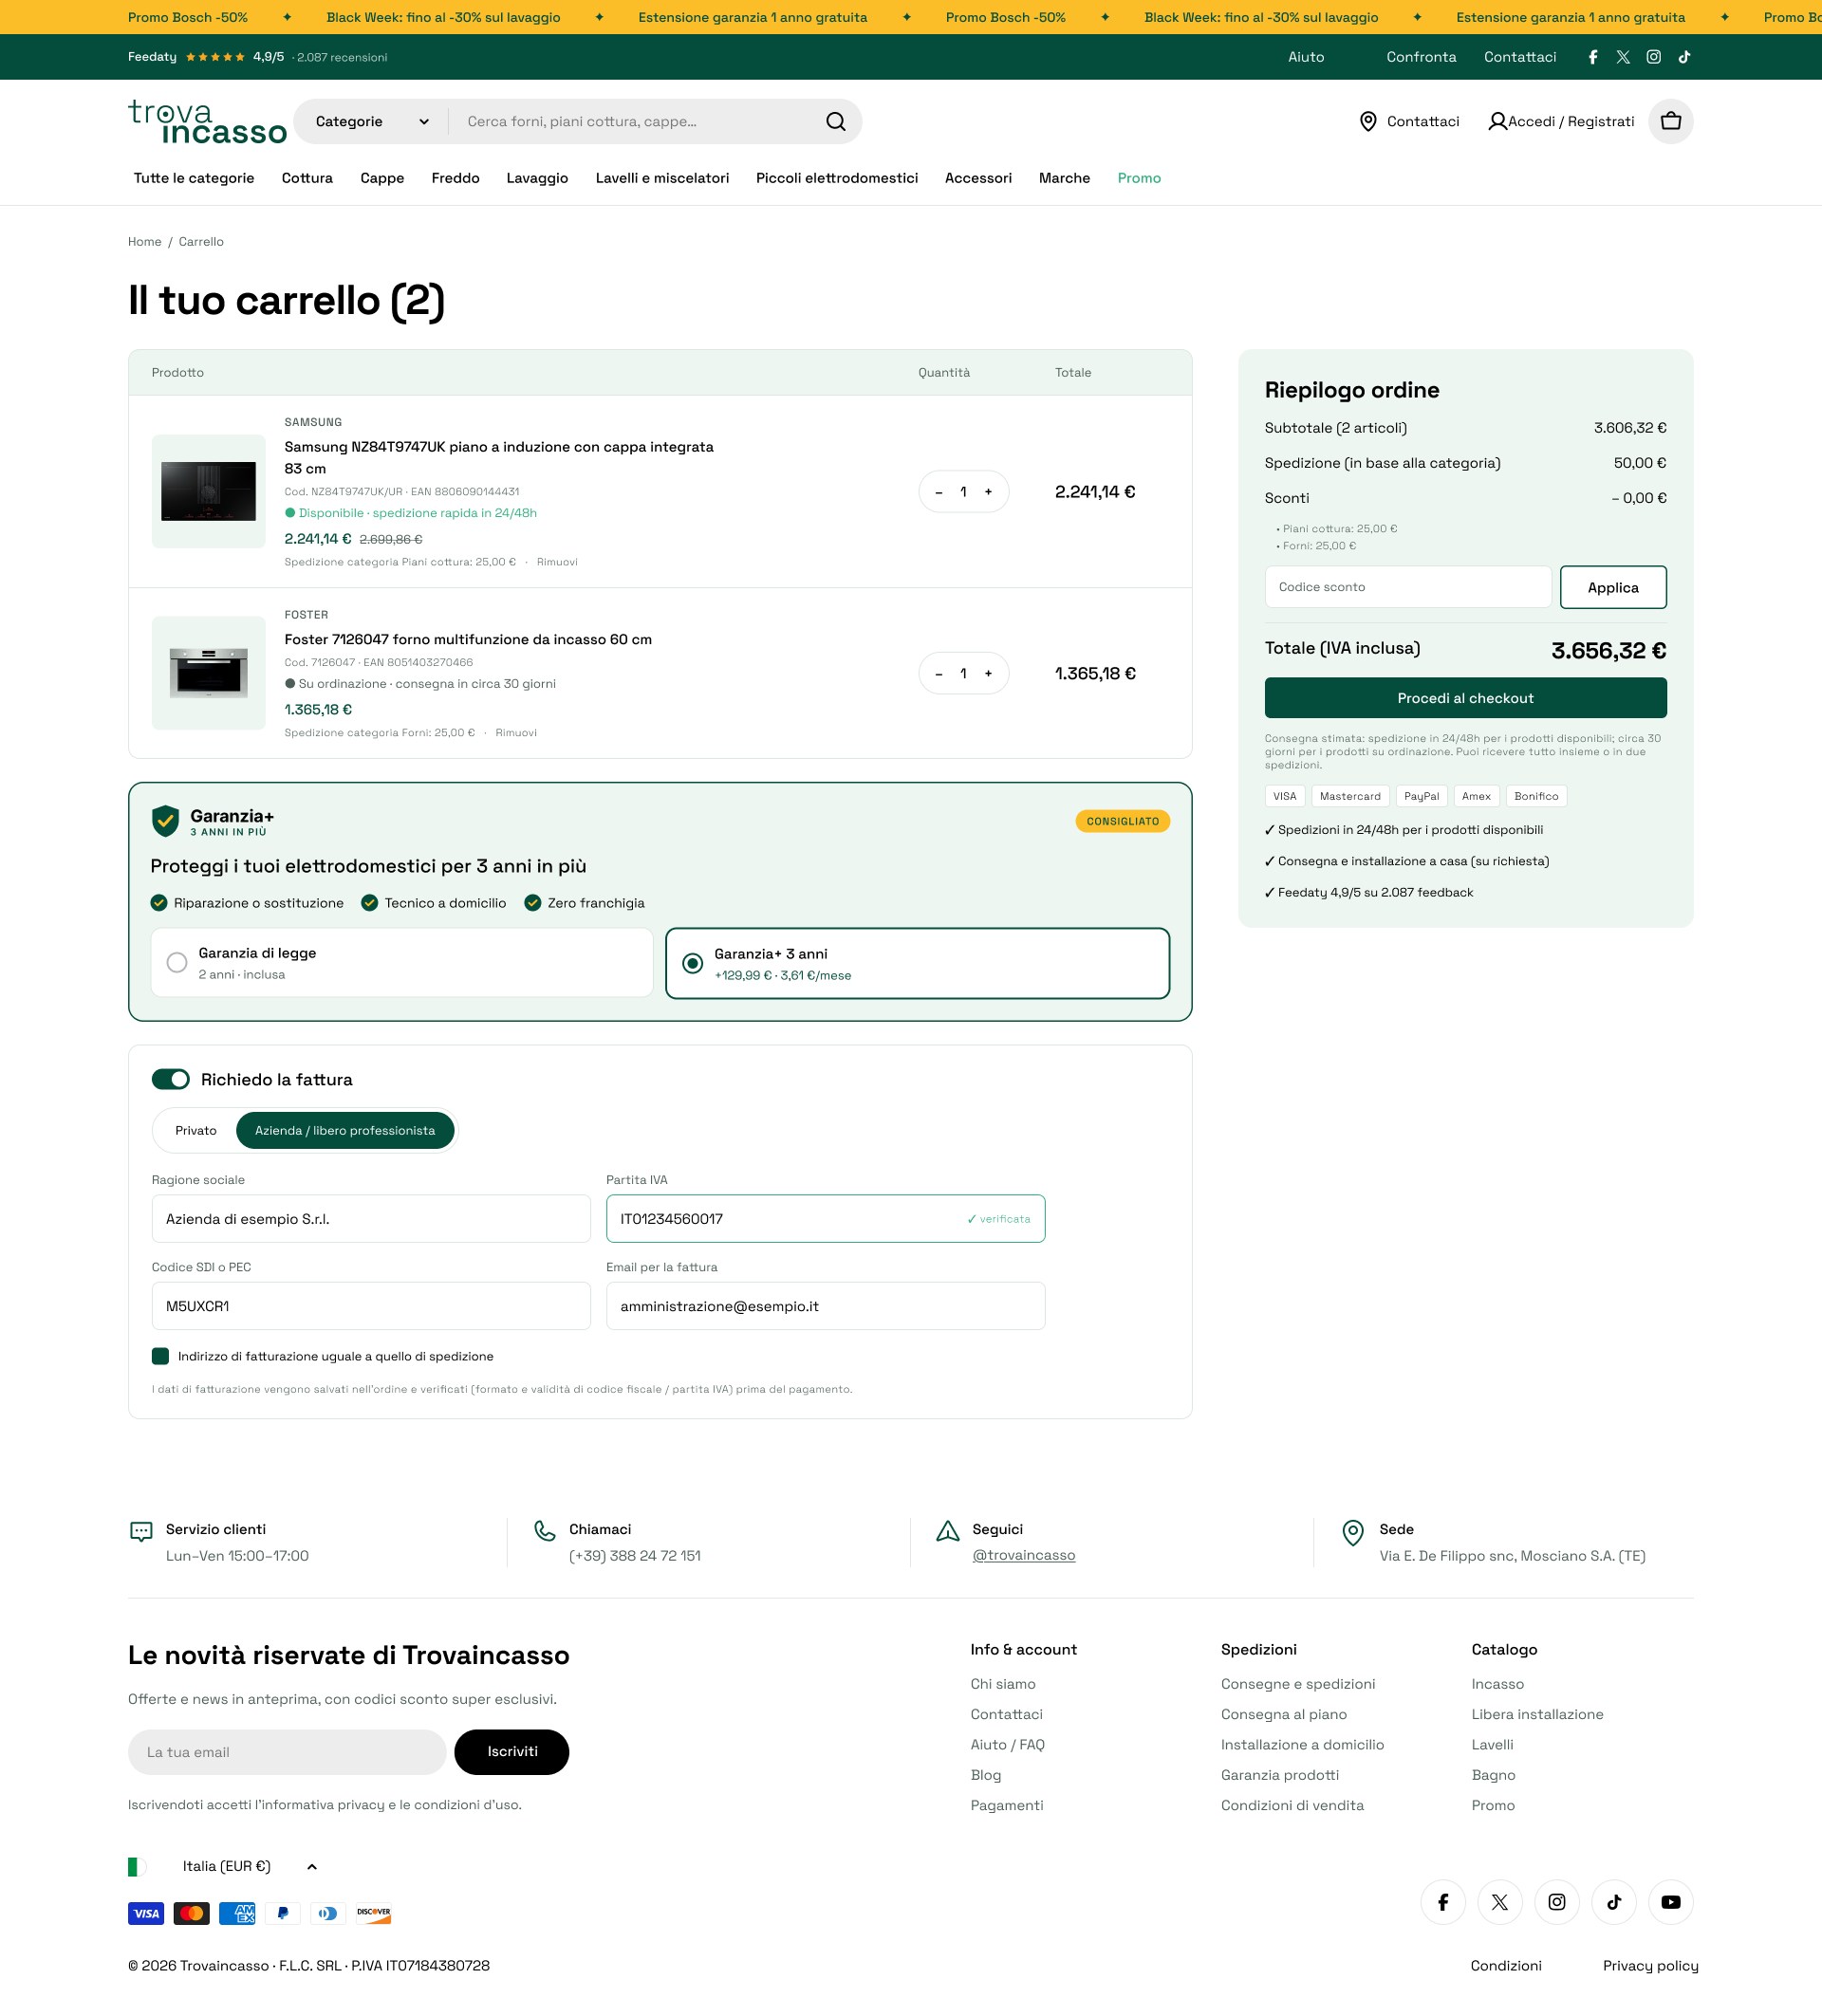 Promo Bosch -50% ✦ Black Week: fino al -30% sul lavaggio ✦ Estensione garanzia 1 anno gratuita ✦ Promo Bosch -50% ✦ Black Week: fino al -30% sul lavaggio ✦ Estensione garanzia 1 anno gratuita ✦ Promo Bo
Feedaty ★★★★★ 4,9/5 · 2.087 recensioni Aiuto Confronta Contattaci
trova incasso
Categorie Cerca forni, piani cottura, cappe... Contattaci Accedi / Registrati
Tutte le categorie Cottura Cappe Freddo Lavaggio Lavelli e miscelatori Piccoli elettrodomestici Accessori Marche Promo
Home / Carrello
Il tuo carrello (2)
Prodotto Quantità Totale
SAMSUNG
Samsung NZ84T9747UK piano a induzione con cappa integrata
83 cm
Cod. NZ84T9747UK/UR · EAN 8806090144431
Disponibile · spedizione rapida in 24/48h
2.241,14 € 2.699,86 €
Spedizione categoria Piani cottura: 25,00 € · Rimuovi
– 1 + 2.241,14 €
FOSTER
Foster 7126047 forno multifunzione da incasso 60 cm
Cod. 7126047 · EAN 8051403270466
Su ordinazione · consegna in circa 30 giorni
1.365,18 €
Spedizione categoria Forni: 25,00 € · Rimuovi
– 1 + 1.365,18 €
Riepilogo ordine
Subtotale (2 articoli) 3.606,32 €
Spedizione (in base alla categoria) 50,00 €
Sconti – 0,00 €
• Piani cottura: 25,00 €
• Forni: 25,00 €
Codice sconto Applica
Totale (IVA inclusa) 3.656,32 €
Procedi al checkout
Consegna stimata: spedizione in 24/48h per i prodotti disponibili; circa 30
giorni per i prodotti su ordinazione. Puoi ricevere tutto insieme o in due
spedizioni.
VISA Mastercard PayPal Amex Bonifico
✓ Spedizioni in 24/48h per i prodotti disponibili
✓ Consegna e installazione a casa (su richiesta)
✓ Feedaty 4,9/5 su 2.087 feedback
Garanzia+
3 ANNI IN PIÙ
CONSIGLIATO
Proteggi i tuoi elettrodomestici per 3 anni in più
Riparazione o sostituzione Tecnico a domicilio Zero franchigia
Garanzia di legge
2 anni · inclusa
Garanzia+ 3 anni
+129,99 € · 3,61 €/mese
Richiedo la fattura
Privato Azienda / libero professionista
Ragione sociale Partita IVA
Azienda di esempio S.r.l. IT01234560017 ✓ verificata
Codice SDI o PEC Email per la fattura
M5UXCR1 amministrazione@esempio.it
Indirizzo di fatturazione uguale a quello di spedizione
I dati di fatturazione vengono salvati nell'ordine e verificati (formato e validità di codice fiscale / partita IVA) prima del pagamento.
Servizio clienti
Lun–Ven 15:00–17:00
Chiamaci
(+39) 388 24 72 151
Seguici
@trovaincasso
Sede
Via E. De Filippo snc, Mosciano S.A. (TE)
Le novità riservate di Trovaincasso
Offerte e news in anteprima, con codici sconto super esclusivi.
La tua email Iscriviti
Iscrivendoti accetti l'informativa privacy e le condizioni d'uso.
Info & account
Chi siamo
Contattaci
Aiuto / FAQ
Blog
Pagamenti
Spedizioni
Consegne e spedizioni
Consegna al piano
Installazione a domicilio
Garanzia prodotti
Condizioni di vendita
Catalogo
Incasso
Libera installazione
Lavelli
Bagno
Promo
Italia (EUR €)
VISA AMEX DISCOVER
© 2026 Trovaincasso · F.L.C. SRL · P.IVA IT07184380728 Condizioni Privacy policy